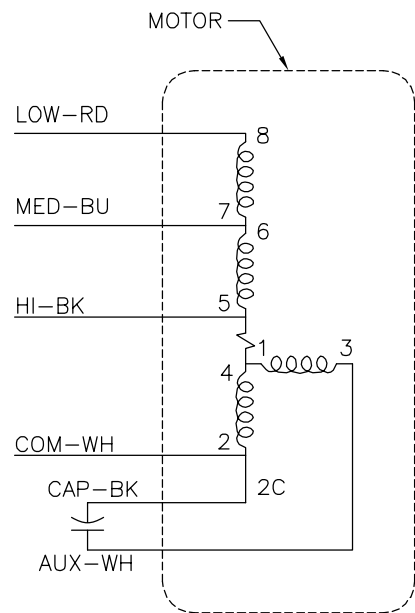 MOTOR
LOW-RD
8
MED-BU
7
6
HI-BK
5
1
3
4
COM-WH
2
CAP-BK
2C
AUX-WH